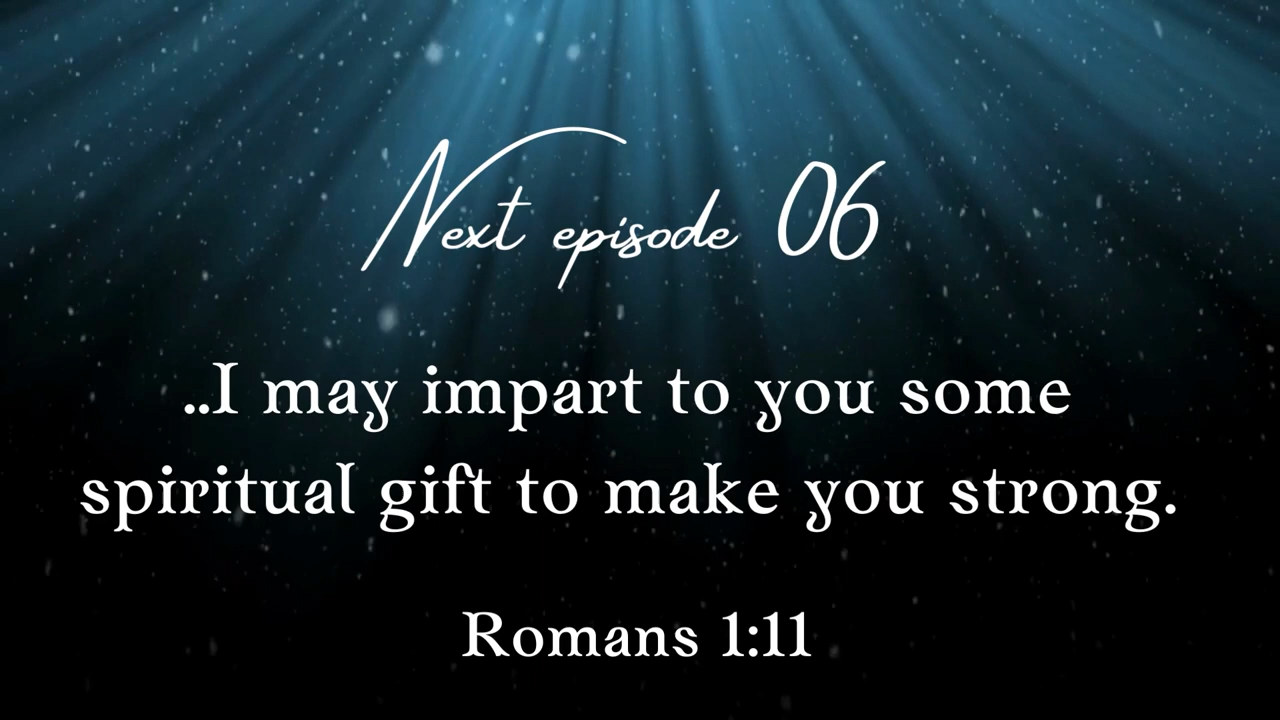 Next episode 06
..I may impart to you some
spiritual gift to make you strong.
Romans 1:11